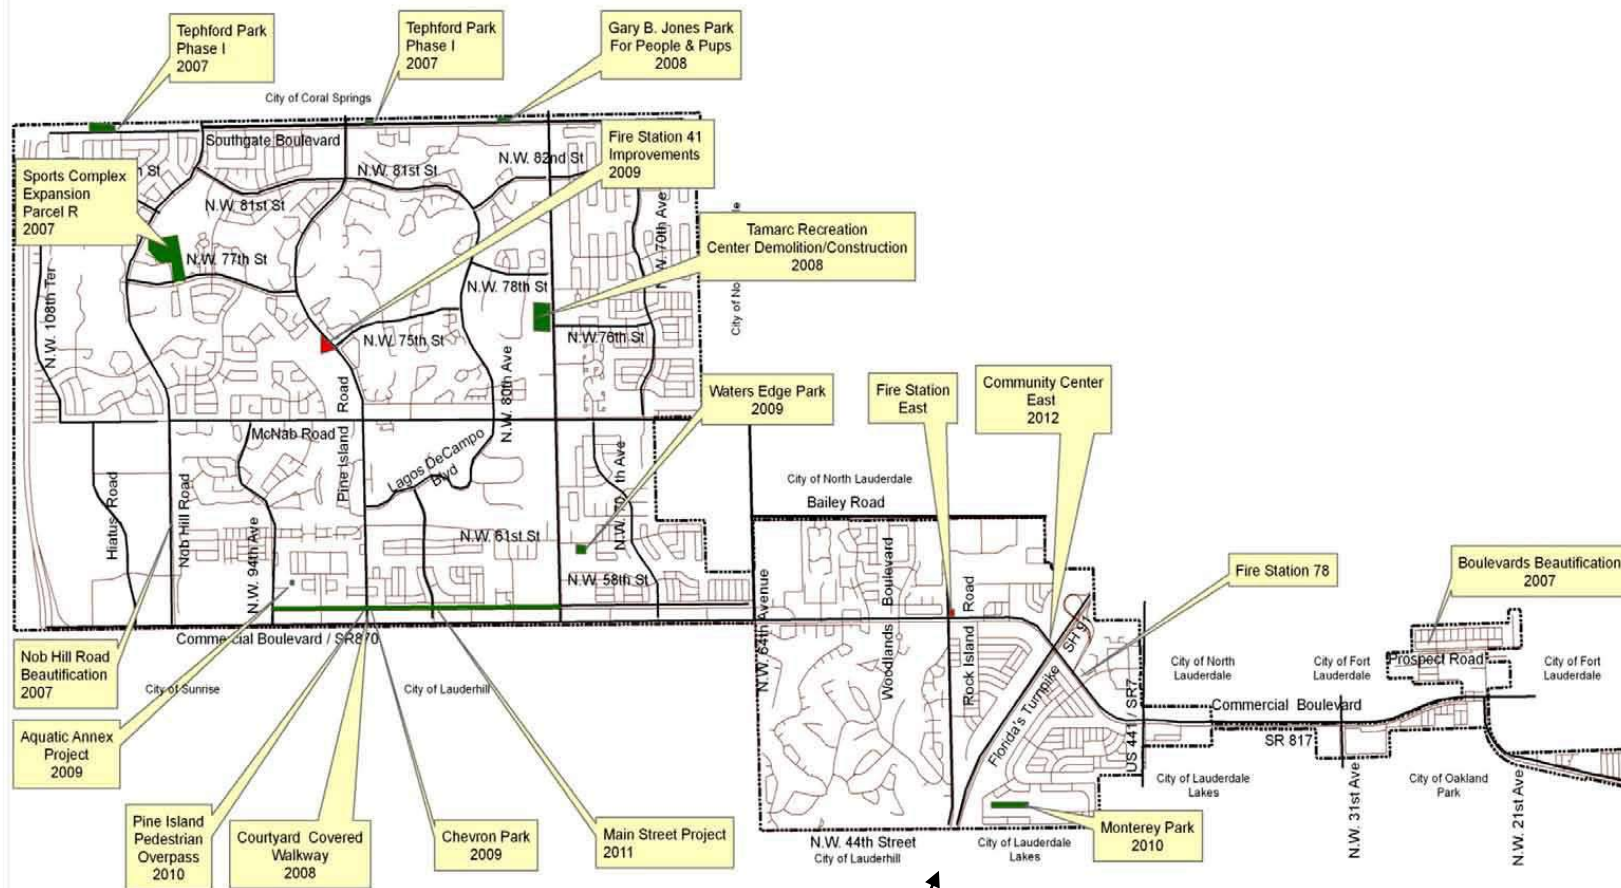 Tephford Park
Phase I
2007
Tephford Park
Phase I
2007
Gary B. Jones Park
For People & Pups
2008
City of Coral Springs
Southgate Boulevard
Fire Station 41
Improvements
2009
N.W. 82nd St
N.W. 81st St
St
Sports Complex
Expansion
Parcel R
2007
N.W. 81st St
N.W. 70th Ave
Tamarc Recreation
Center Demolition/Construction
2008
N.W. 77th St
N.W. 78th St
N.W. 108th Ter
City of No
N.W. 75th St
N.W. 76th St
N.W. 80th Ave
Pine Island Road
Waters Edge Park
2009
Fire Station
East
Community Center
East
2012
McNab Road
Lagos DeCampo
Blvd
Hiatus Road
Nob Hill Road
N.W. 94th Ave
N.W. 61st St
N.W. 58th St
City of North Lauderdale
Bailey Road
N.W. 64th Avenue
Woodlands Boulevard
Rock Island Road
Fire Station 78
Boulevards Beautification
2007
Commercial Boulevard / SR870
SH 91
Florida's Turnpike
US 441 / SR7
Nob Hill Road
Beautification
2007
City of Sunrise
City of Lauderhill
City of North
Lauderdale
City of Fort
Lauderdale
Prospect Road
City of Fort
Lauderdale
Commercial Boulevard
SR 817
Aquatic Annex
Project
2009
City of Lauderdale
Lakes
N.W. 31st Ave
City of Oakland
Park
N.W. 21st Ave
Pine Island
Pedestrian
Overpass
2010
Courtyard Covered
Walkway
2008
Chevron Park
2009
Main Street Project
2011
N.W. 44th Street
City of Lauderhill
City of Lauderdale
Lakes
Monterey Park
2010